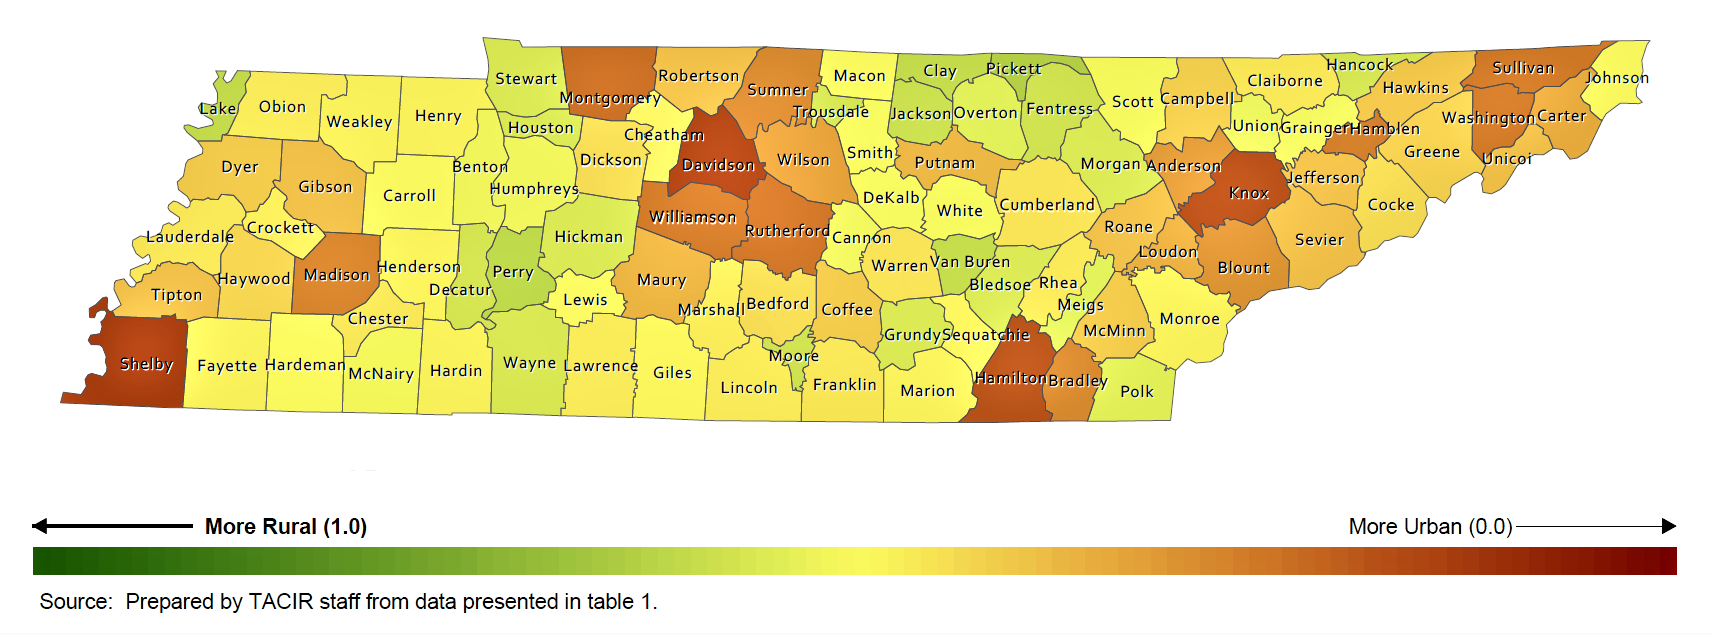 Stewart
Montgomery
Robertson
Sumner
Macon
Clay
Pickett
Hancock
Claiborne
Sullivan
Johnson
Lake
Obion
Weakley
Henry
Houston
Cheatham
Trousdale
Jackson
Overton
Fentress
Scott
Campbell
Union
Grainger
Hamblen
Hawkins
Washington
Carter
Dyer
Gibson
Carroll
Benton
Humphreys
Dickson
Davidson
Wilson
Smith
Putnam
Morgan
Anderson
Knox
Jefferson
Greene
Unicoi
Lauderdale
Crockett
Williamson
Rutherford
DeKalb
White
Cumberland
Roane
Cocke
Tipton
Haywood
Madison
Henderson
Decatur
Perry
Hickman
Maury
Cannon
Warren
Van Buren
Bledsoe
Rhea
Meigs
Loudon
Blount
Sevier
Lewis
Marshall
Bedford
Coffee
Grundy
Sequatchie
McMinn
Monroe
Shelby
Fayette
Hardeman
Chester
McNairy
Hardin
Wayne
Lawrence
Giles
Lincoln
Moore
Franklin
Marion
Hamilton
Bradley
Polk
More Rural (1.0)
More Urban (0.0)
Source: Prepared by TACIR staff from data presented in table 1.